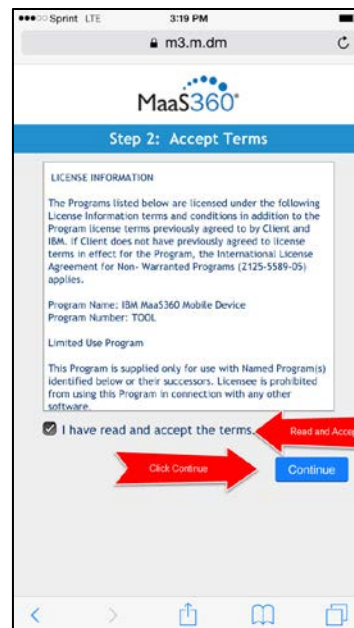 Sprint LTE 3:19 PM
m3.m.dm
MaaS360
Step 2: Accept Terms
LICENSE INFORMATION
The Programs listed below are licensed under the following
License Information terms and conditions in addition to the
Program license terms previously agreed to by Client and
IBM. If Client does not have previously agreed to license
terms in effect for the Program, the International License
Agreement for Non- Warranted Programs (Z125-5589-05)
applies.
Program Name: IBM MaaS360 Mobile Device
Program Number: TOOL
Limited Use Program
This Program is supplied only for use with Named Program(s)
identified below or their successors. Licensee is prohibited
from using this Program in connection with any other
software.
I have read and accept the terms. Read and Accep
Click Continue Continue